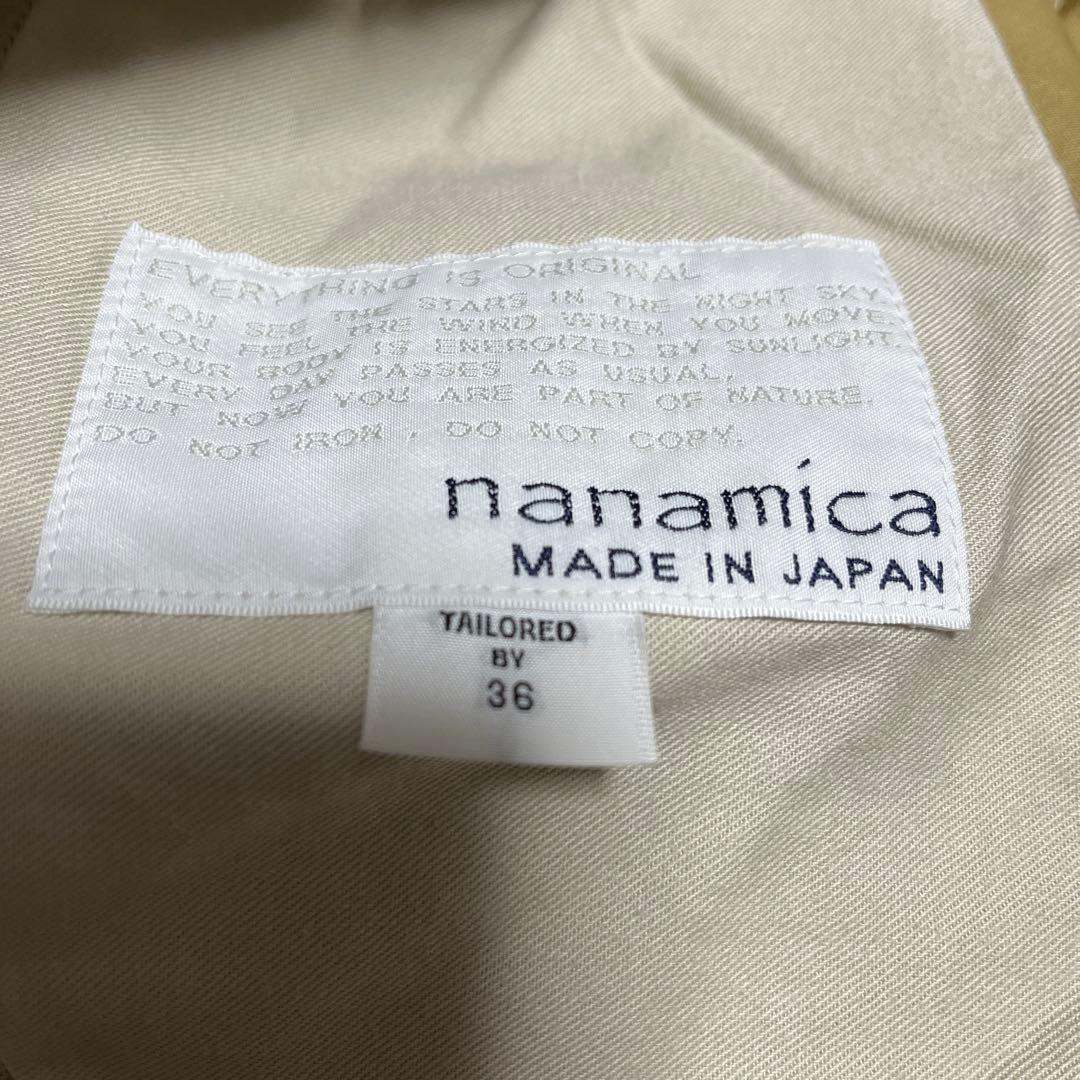 EVERYTHING IS ORIGINAL
YOU SEE THE STARS IN THE NIGHT SKY.
YOU FEEL THE WIND WHEN YOU MOVE.
YOUR BODY IS ENERGIZED BY SUNLIGHT.
EVERY DAY PASSES AS USUAL,
BUT NOW YOU ARE PART OF NATURE.
DO NOT IRON, DO NOT COPY.
nanamica
MADE IN JAPAN
TAILORED
BY
36